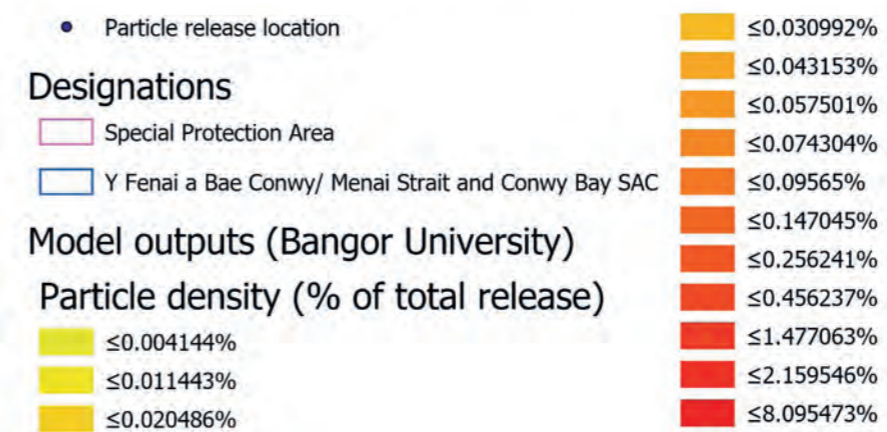 Particle release location
Designations
Special Protection Area
Y Fenai a Bae Conwy/ Menai Strait and Conwy Bay SAC
Model outputs (Bangor University)
Particle density (% of total release)
≤0.004144%
≤0.011443%
≤0.020486%
≤0.030992%
≤0.043153%
≤0.057501%
≤0.074304%
≤0.09565%
≤0.147045%
≤0.256241%
≤0.456237%
≤1.477063%
≤2.159546%
≤8.095473%